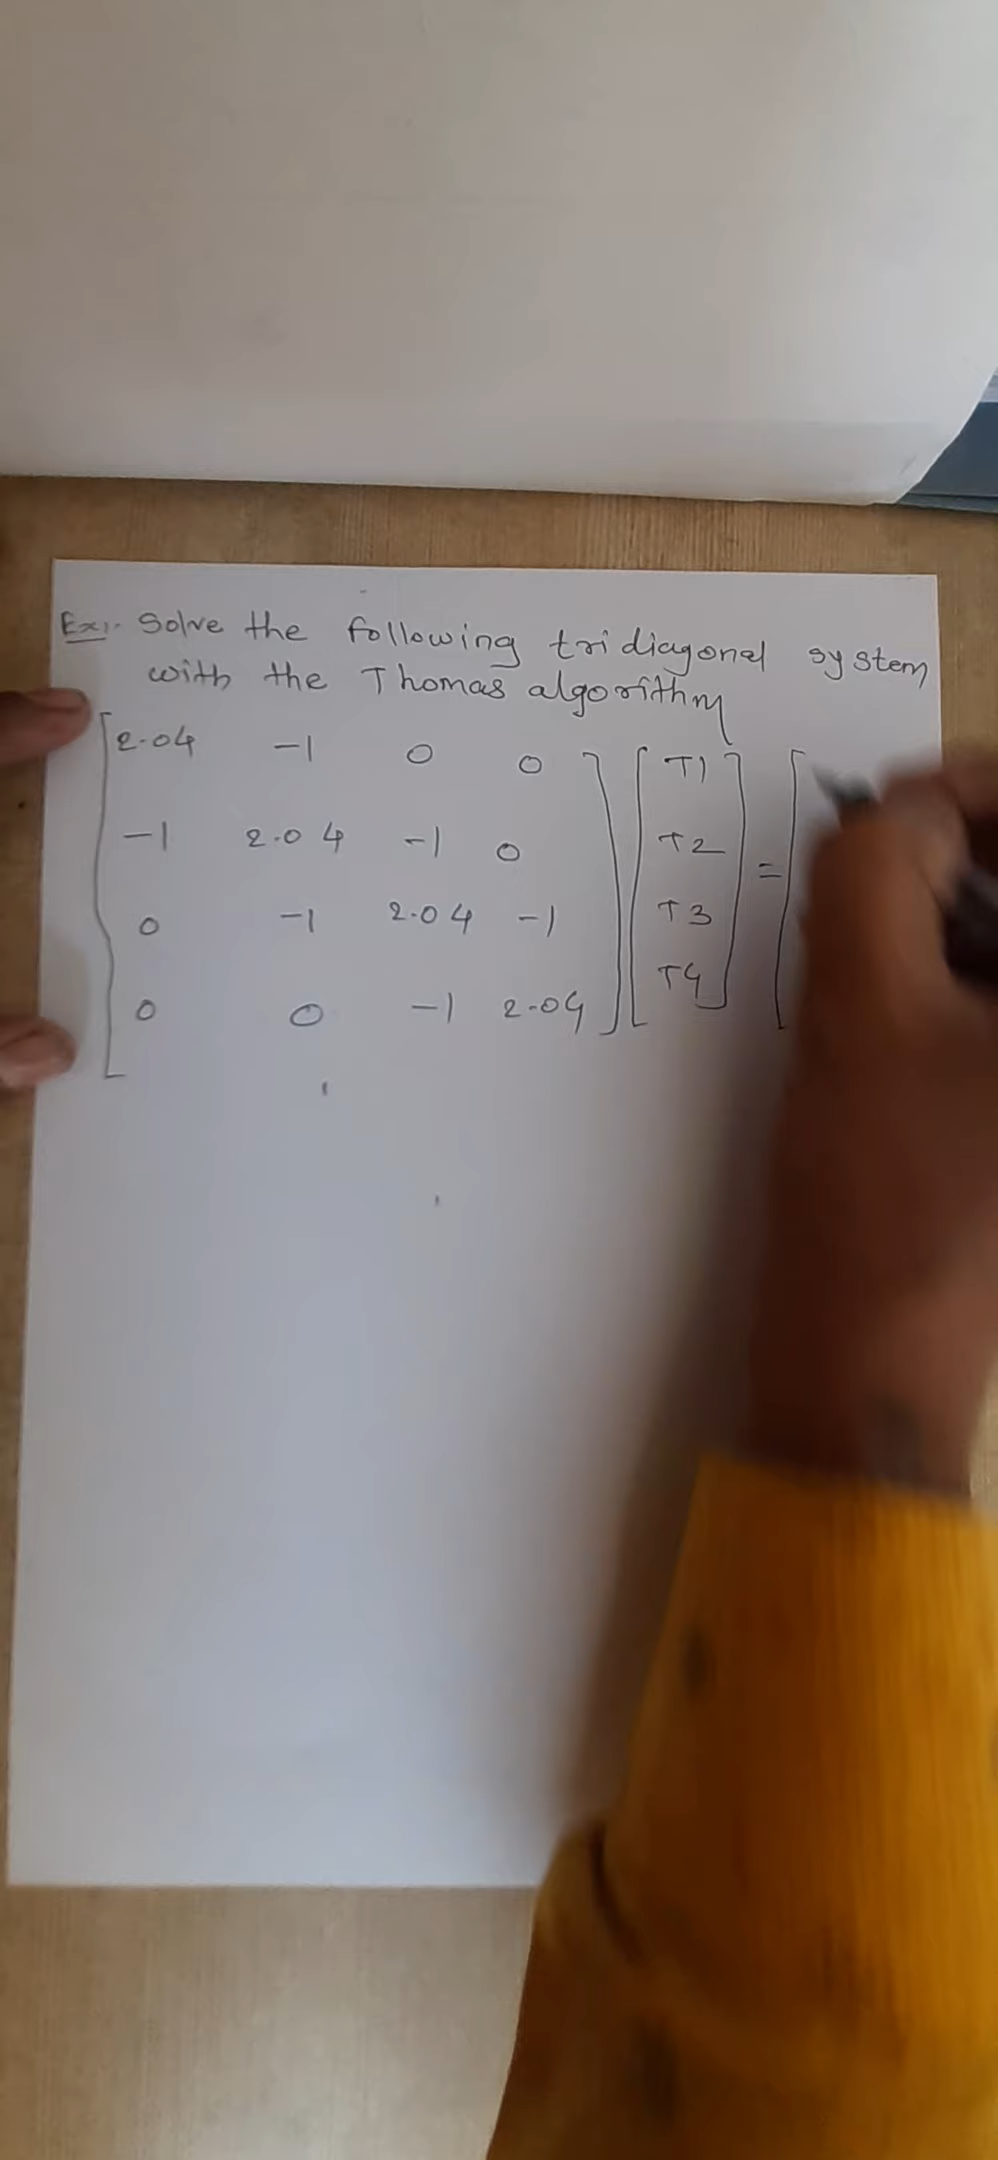 Ex1:- Solve the following tridiagonal system
with the Thomas algorithm
[2.04 -1 0 0] [T1] = [
-1 2.04 -1 0 T2
0 -1 2.04 -1 T3
0 0 -1 2.04 T4